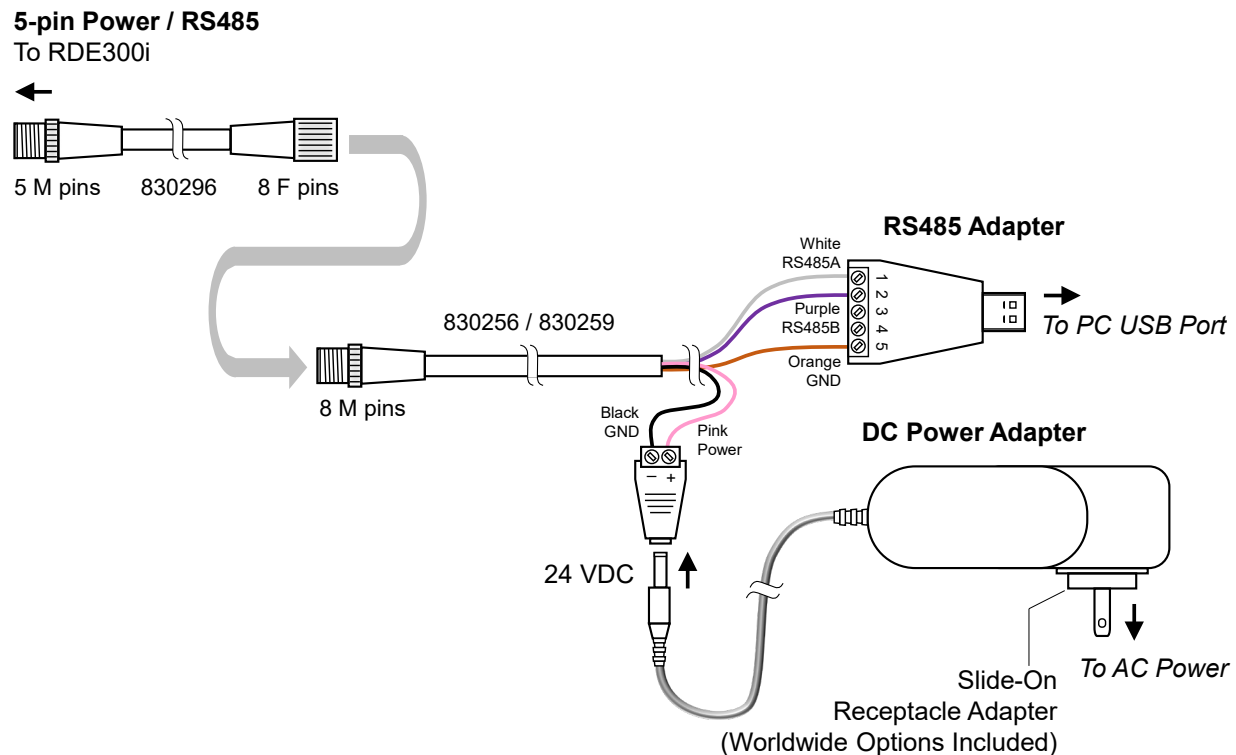 5-pin Power / RS485
To RDE300i
5 M pins
830296
8 F pins
RS485 Adapter
White
RS485A
1
2
3
4
5
Purple
RS485B
Orange
GND
To PC USB Port
830256 / 830259
8 M pins
Black
GND
Pink
Power
– +
DC Power Adapter
24 VDC
To AC Power
Slide-On
Receptacle Adapter
(Worldwide Options Included)